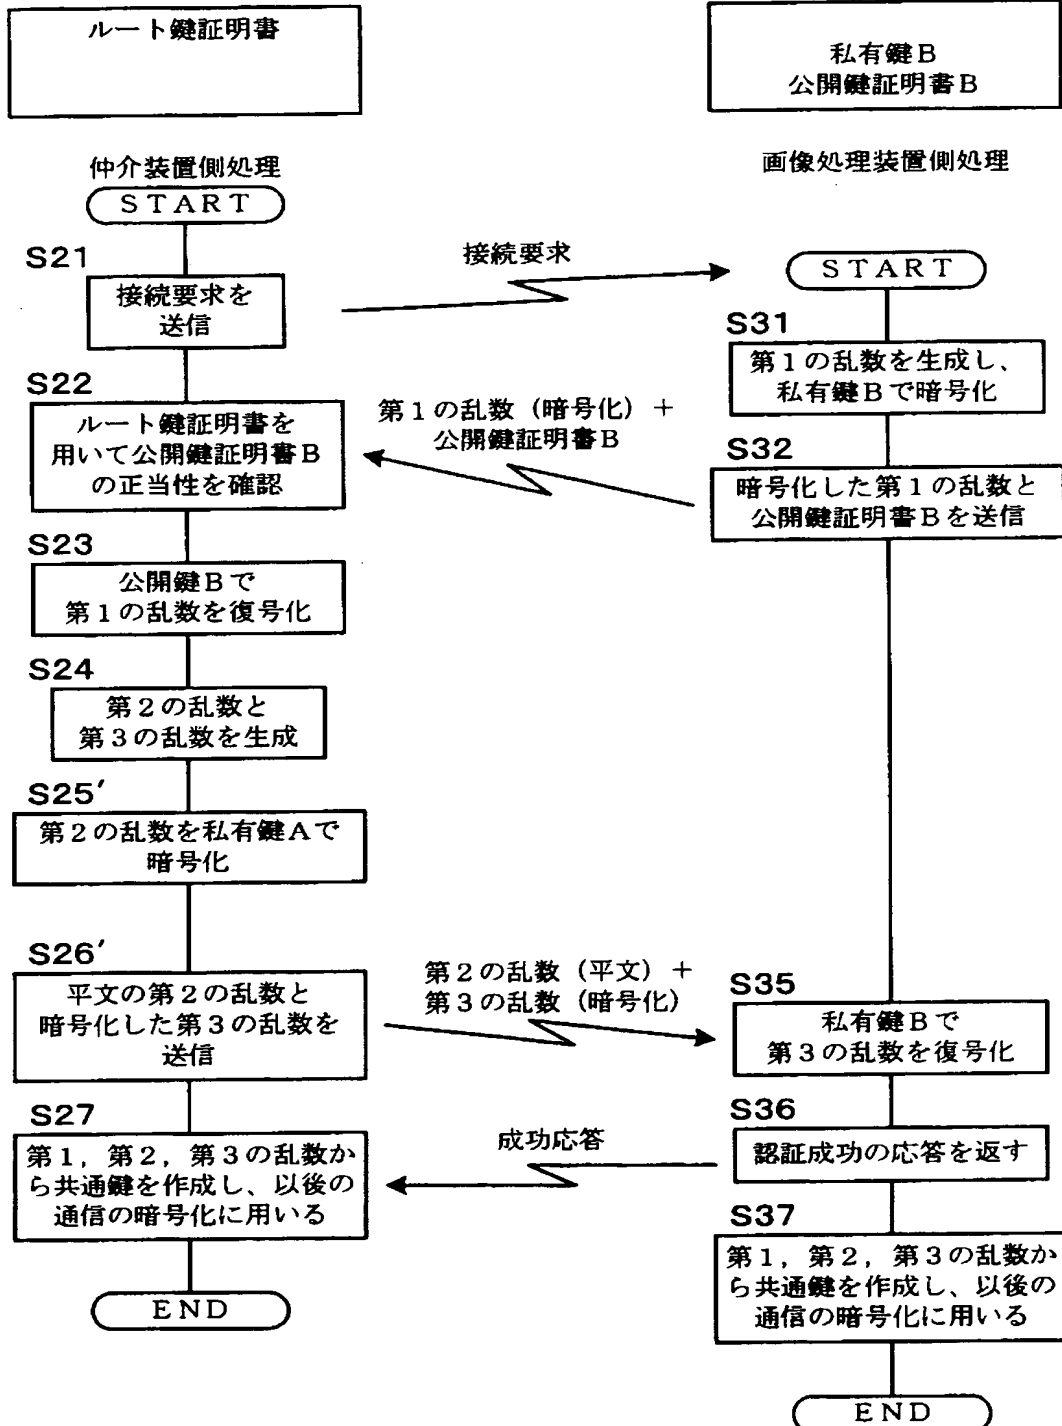 ルート鍵証明書
私有鍵B
公開鍵証明書B
仲介装置側処理
画像処理装置側処理
START
接続要求
START
S21
接続要求を
送信
S31
第1の乱数を生成し、
私有鍵Bで暗号化
S22
ルート鍵証明書を
用いて公開鍵証明書B
の正当性を確認
第1の乱数(暗号化)+
公開鍵証明書B
S32
暗号化した第1の乱数と
公開鍵証明書Bを送信
S23
公開鍵Bで
第1の乱数を復号化
S24
第2の乱数と
第3の乱数を生成
S25′
第2の乱数を私有鍵Aで
暗号化
S26′
平文の第2の乱数と
暗号化した第3の乱数を
送信
第2の乱数(平文)+
第3の乱数(暗号化)
S35
私有鍵Bで
第3の乱数を復号化
S27
第1,第2,第3の乱数か
ら共通鍵を作成し、以後の
通信の暗号化に用いる
成功応答
S36
認証成功の応答を返す
S37
第1,第2,第3の乱数か
ら共通鍵を作成し、以後の
通信の暗号化に用いる
END
END